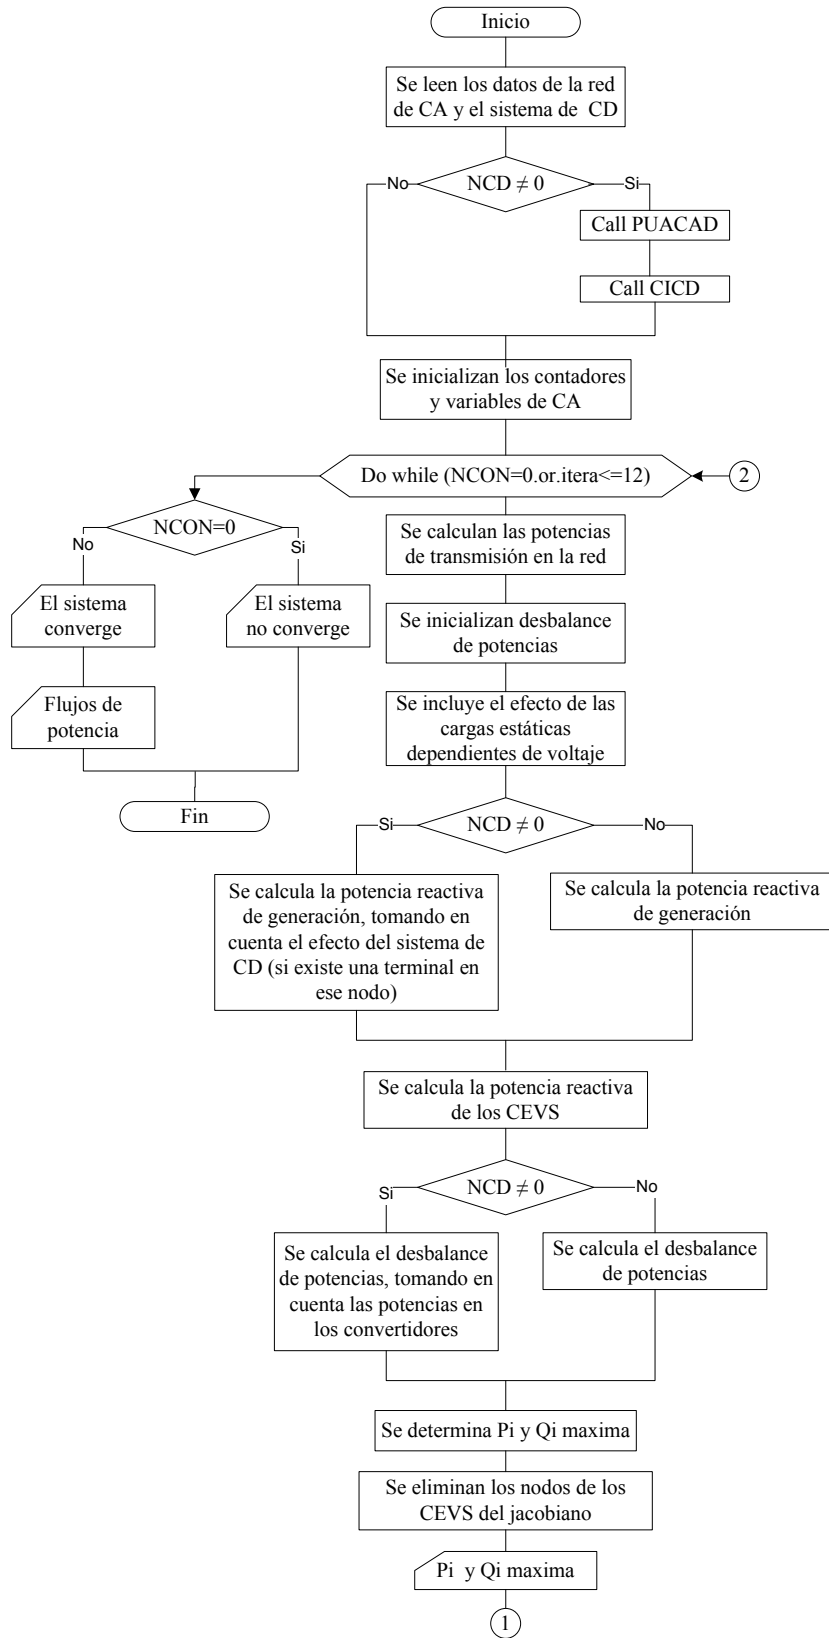 Inicio
Se leen los datos de la red
de CA y el sistema de CD
No
NCD ≠ 0
Si
Call PUACAD
Call CICD
Se inicializan los contadores
y variables de CA
Do while (NCON=0.or.itera<=12)
2
NCON=0
No
Si
El sistema
converge
El sistema
no converge
Flujos de
potencia
Fin
Se calculan las potencias
de transmisión en la red
Se inicializan desbalance
de potencias
Se incluye el efecto de las
cargas estáticas
dependientes de voltaje
Si
NCD ≠ 0
No
Se calcula la potencia reactiva
de generación, tomando en
cuenta el efecto del sistema de
CD (si existe una terminal en
ese nodo)
Se calcula la potencia reactiva
de generación
Se calcula la potencia reactiva
de los CEVS
Si
NCD ≠ 0
No
Se calcula el desbalance
de potencias, tomando en
cuenta las potencias en
los convertidores
Se calcula el desbalance
de potencias
Se determina Pi y Qi maxima
Se eliminan los nodos de los
CEVS del jacobiano
Pi y Qi maxima
1